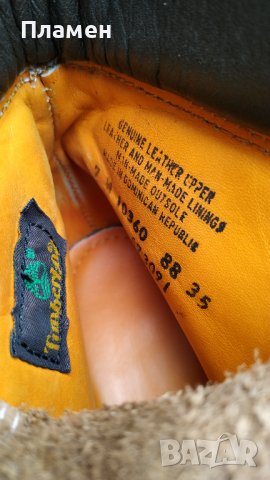 Пламен
GENUINE LEATHER UPPER
LEATHER AND MAN-MADE LININGS
MAN-MADE OUTSOLE
MADE IN DOMINICAN REPUBLIC
10360 88 35
Timberland
BAZAR